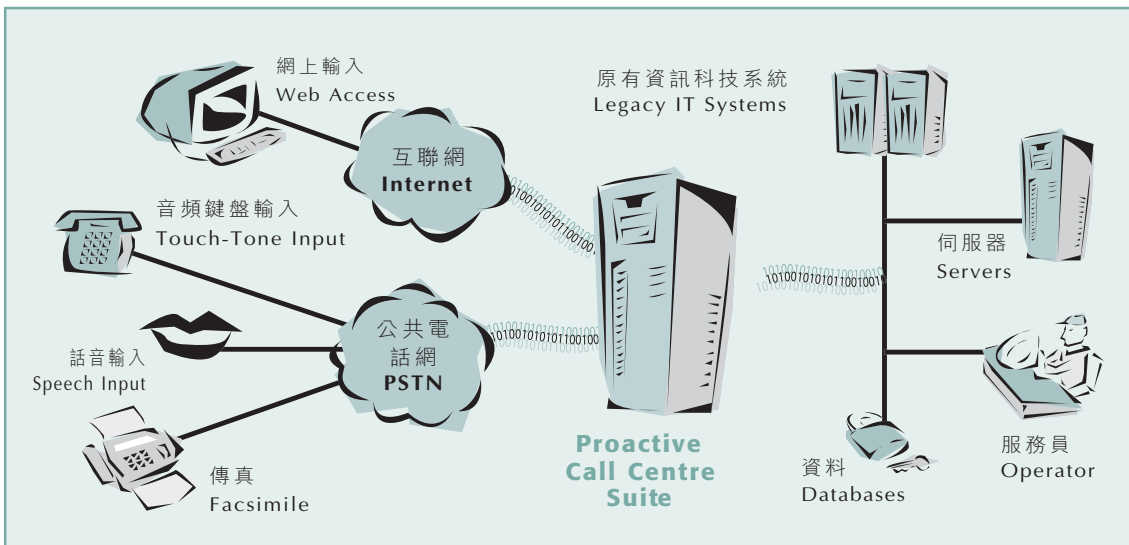 網上輸入
Web Access
原有資訊科技系統
Legacy IT Systems
互聯網
Internet
音頻鍵盤輸入
Touch-Tone Input
伺服器
Servers
公共電
話網
PSTN
話音輸入
Speech Input
傳真
Facsimile
Proactive
Call Centre
Suite
資料
Databases
服務員
Operator